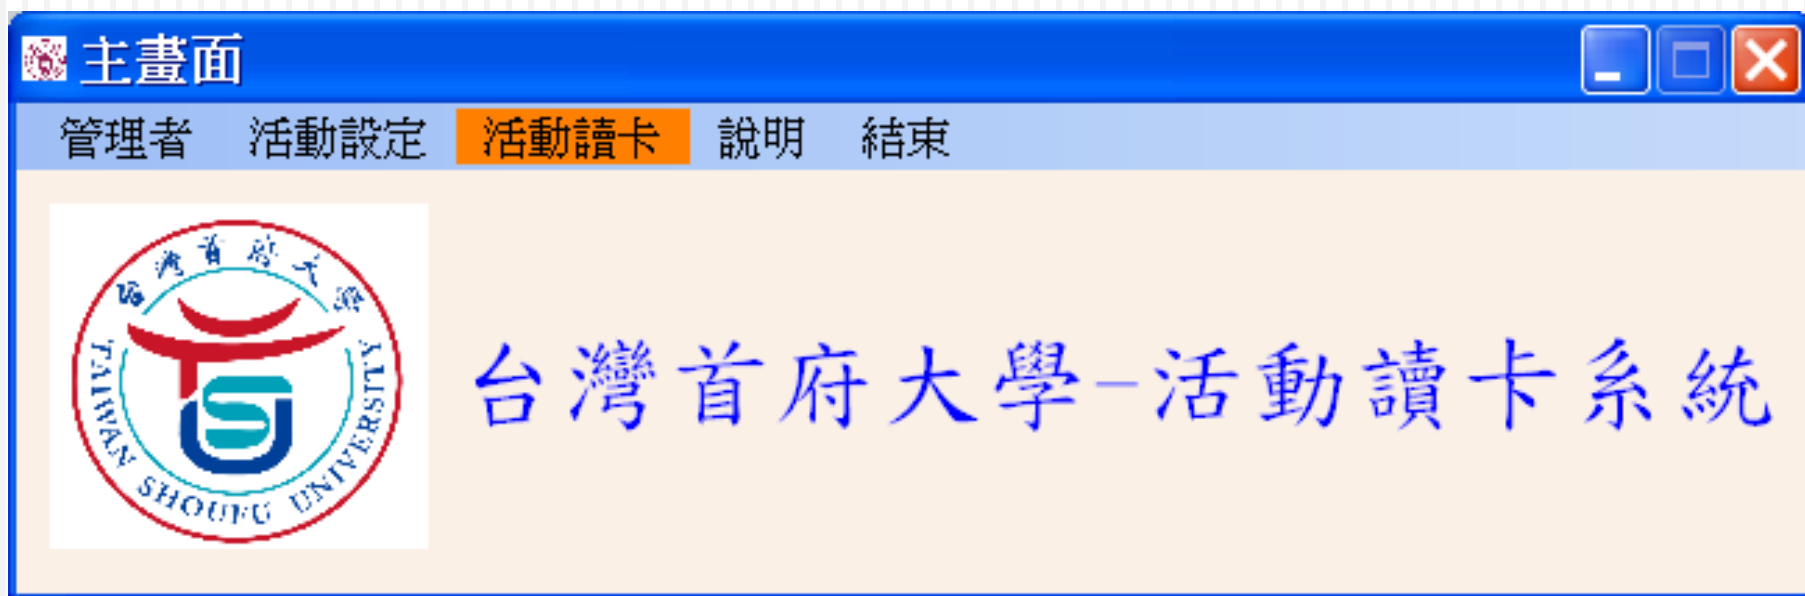 主畫面
管理者 活動設定 活動讀卡 說明 結束
台灣首府大學
TAIWAN SHOUFU UNIVERSITY
台灣首府大學-活動讀卡系統